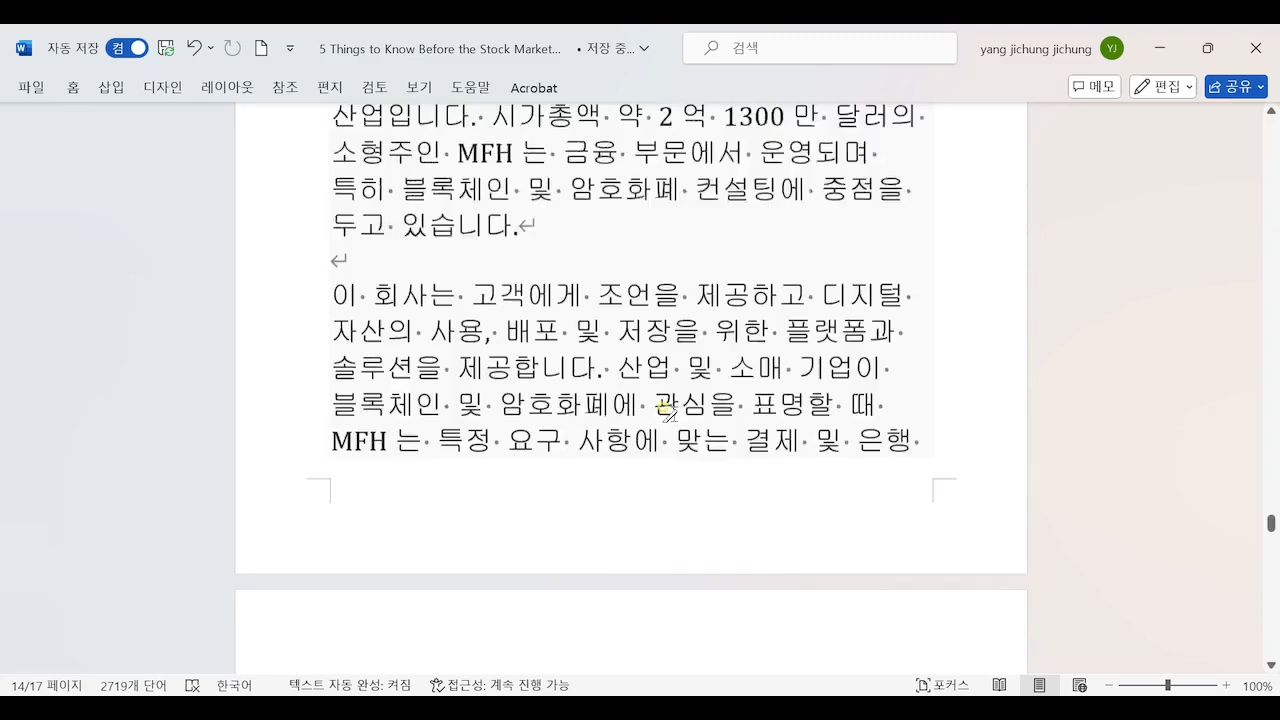 자동 저장 켬 5 Things to Know Before the Stock Market... • 저장 중... 검색 yang jichung jichung YJ
파일 홈 삽입 디자인 레이아웃 참조 편지 검토 보기 도움말 Acrobat 메모 편집 공유
산업입니다. 시가총액 약 2 억 1300 만 달러의
소형주인 MFH 는 금융 부문에서 운영되며
특히 블록체인 및 암호화폐 컨설팅에 중점을
두고 있습니다.
이 회사는 고객에게 조언을 제공하고 디지털
자산의 사용, 배포 및 저장을 위한 플랫폼과
솔루션을 제공합니다. 산업 및 소매 기업이
블록체인 및 암호화폐에 관심을 표명할 때
MFH 는 특정 요구 사항에 맞는 결제 및 은행
14/17 페이지 2719개 단어 한국어 텍스트 자동 완성: 켜짐 접근성: 계속 진행 가능 포커스 100%